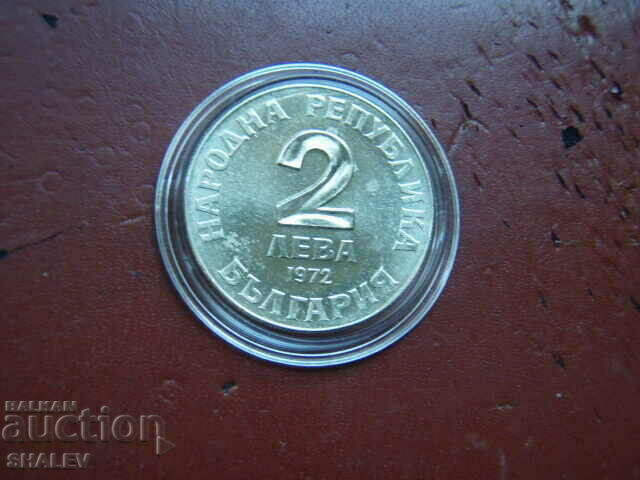 НАРОДНА РЕПУБЛИКА
2
ЛЕВА
1972
БЪЛГАРИЯ
BALKAN
auction
SHALEV